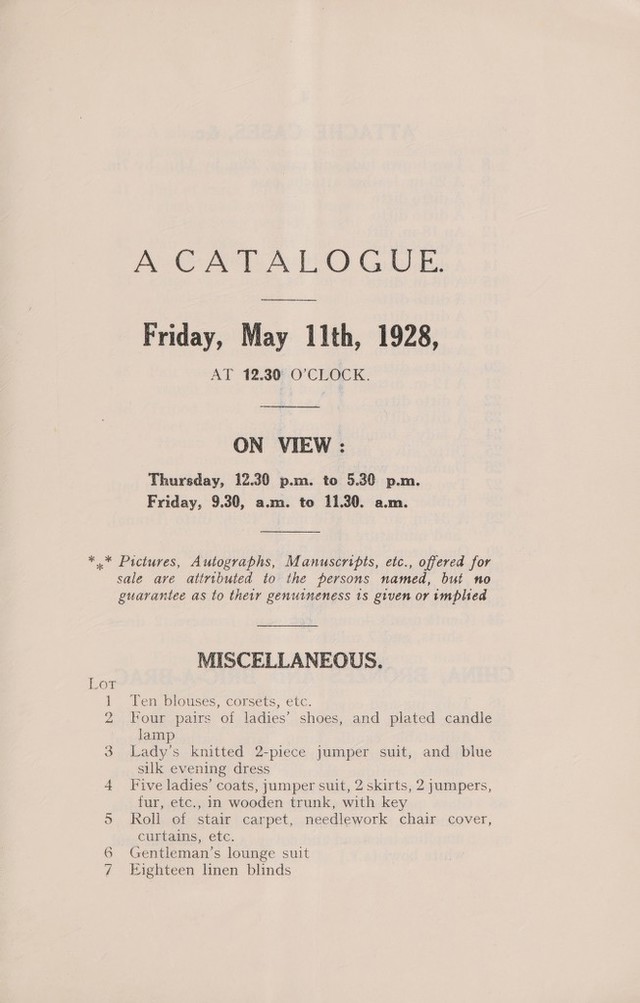 A CATALOGUE.
Friday, May 11th, 1928,
AT 12.30 O'CLOCK.
ON VIEW :
Thursday, 12.30 p.m. to 5.30 p.m.
Friday, 9.30, a.m. to 11.30. a.m.
*⁎* Pictures, Autographs, Manuscripts, etc., offered for
sale are attributed to the persons named, but no
guarantee as to their genuineness is given or implied
MISCELLANEOUS.
LOT
1 Ten blouses, corsets, etc.
2 Four pairs of ladies' shoes, and plated candle
lamp
3 Lady's knitted 2-piece jumper suit, and blue
silk evening dress
4 Five ladies' coats, jumper suit, 2 skirts, 2 jumpers,
fur, etc., in wooden trunk, with key
5 Roll of stair carpet, needlework chair cover,
curtains, etc.
6 Gentleman's lounge suit
7 Eighteen linen blinds